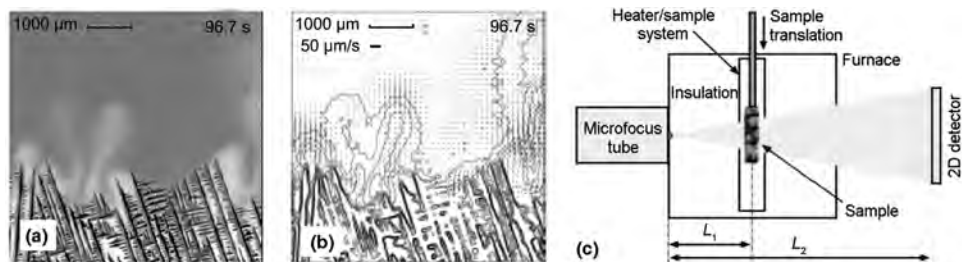 1000 µm
96.7 s
(a)
1000 µm
96.7 s
50 µm/s
(b)
Heater/sample
system
Sample
translation
Furnace
Insulation
Microfocus
tube
2D detector
Sample
L1
L2
(c)